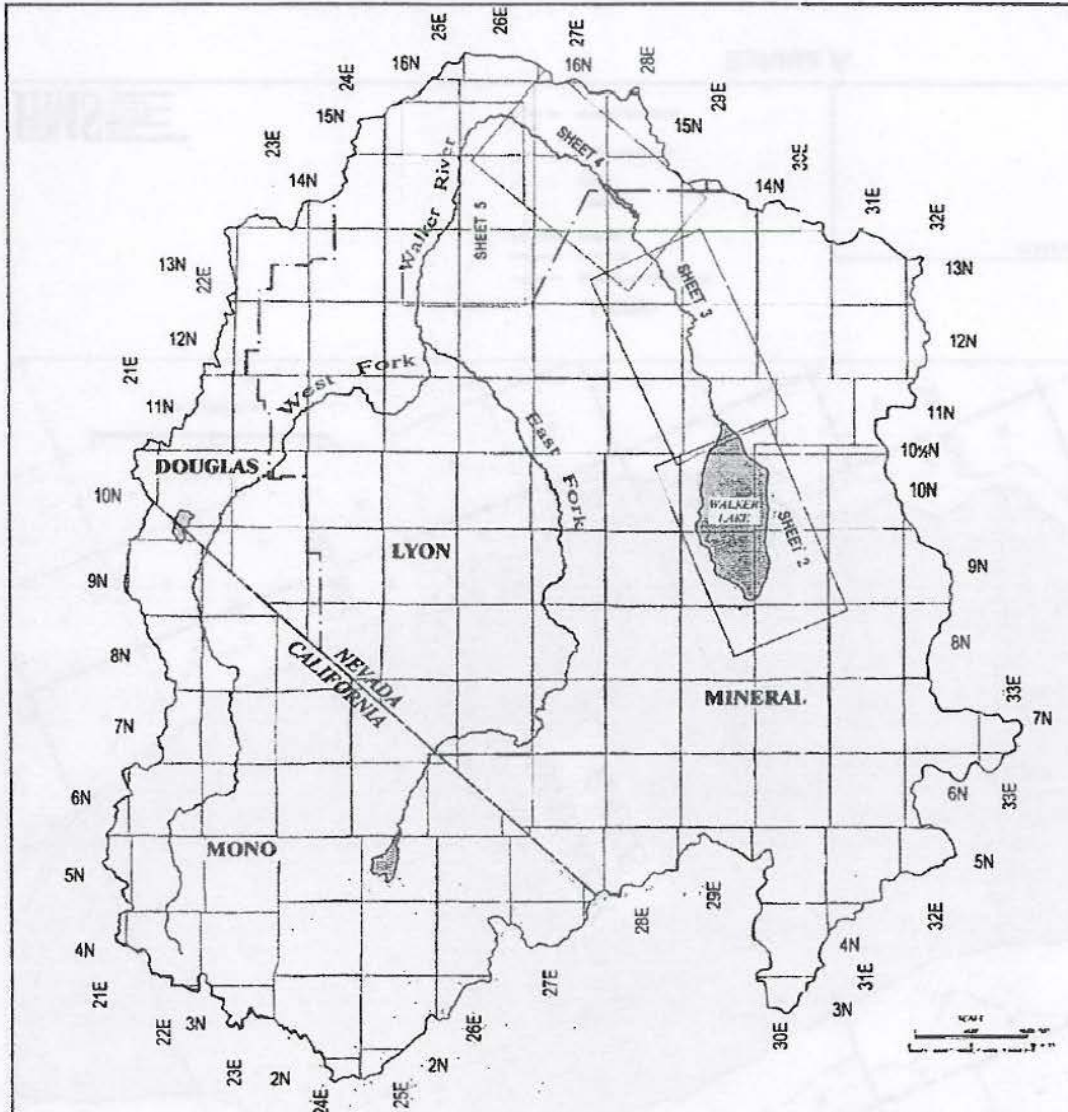 25E
26E
27E
16N
16N
28E
24E
29E
15N
15N
23E
30E
SHEET 4
14N
14N
31E
32E
Walker River
SHEET 5
13N
22E
13N
SHEET 3
12N
12N
21E
West Fork
11N
11N
East Fork
10½N
DOUGLAS
10N
10N
WALKER
LAKE
SHEET 2
LYON
9N
9N
8N
8N
NEVADA
CALIFORNIA
MINERAL
33E
7N
7N
6N
6N
33E
MONO
5N
5N
29E
28E
32E
4N
4N
27E
31E
21E
22E
3N
26E
3N
30E
SCALE
23E
2N
2N
24E
25E